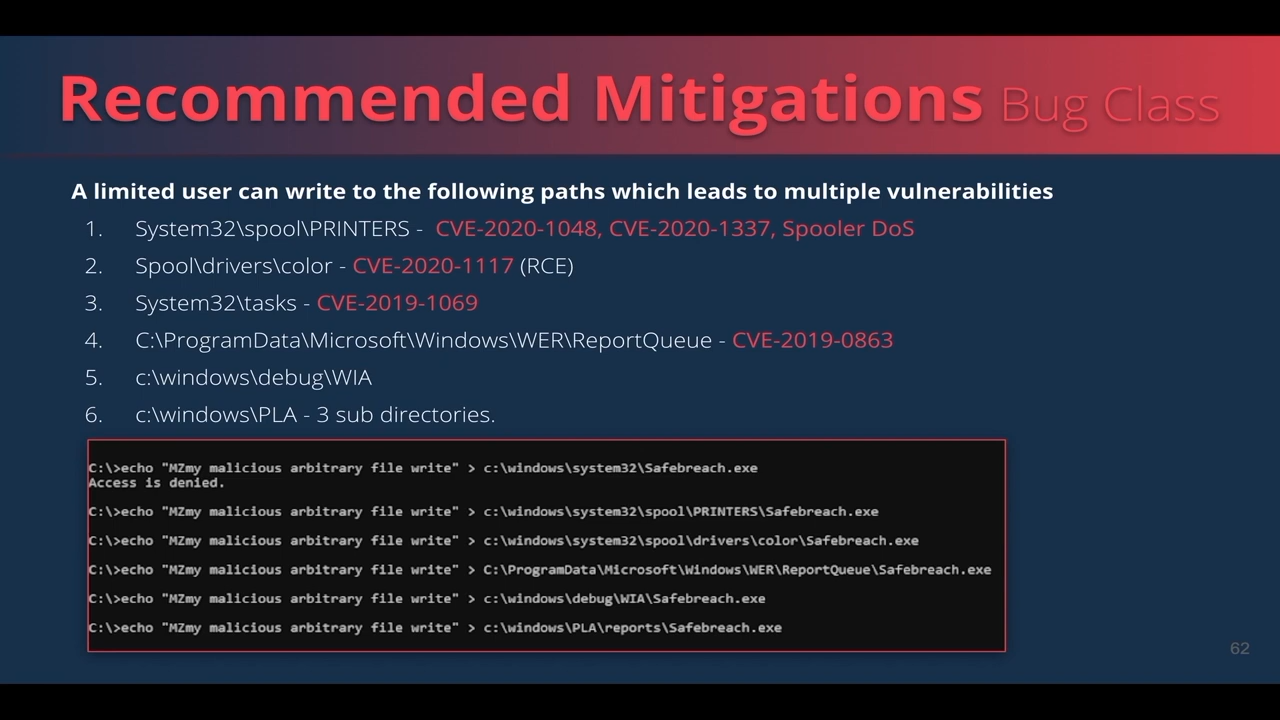 Recommended Mitigations Bug Class
A limited user can write to the following paths which leads to multiple vulnerabilities
1. System32\spool\PRINTERS - CVE-2020-1048, CVE-2020-1337, Spooler DoS
2. Spool\drivers\color - CVE-2020-1117 (RCE)
3. System32\tasks - CVE-2019-1069
4. C:\ProgramData\Microsoft\Windows\WER\ReportQueue - CVE-2019-0863
5. c:\windows\debug\WIA
6. c:\windows\PLA - 3 sub directories.
C:\>echo "MZmy malicious arbitrary file write" > c:\windows\system32\Safebreach.exe
Access is denied.
C:\>echo "MZmy malicious arbitrary file write" > c:\windows\system32\spool\PRINTERS\Safebreach.exe
C:\>echo "MZmy malicious arbitrary file write" > c:\windows\system32\spool\drivers\color\Safebreach.exe
C:\>echo "MZmy malicious arbitrary file write" > C:\ProgramData\Microsoft\Windows\WER\ReportQueue\Safebreach.exe
C:\>echo "MZmy malicious arbitrary file write" > c:\windows\debug\WIA\Safebreach.exe
C:\>echo "MZmy malicious arbitrary file write" > c:\windows\PLA\reports\Safebreach.exe
62